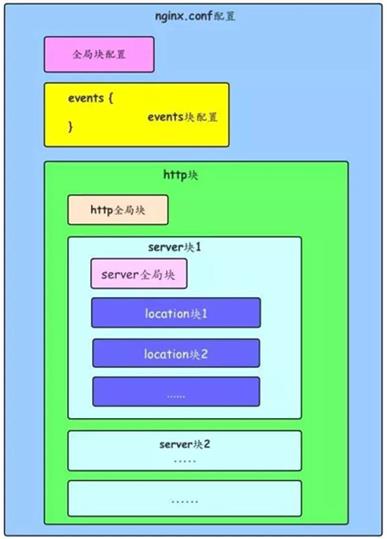 nginx.conf配置
全局块配置
events {
events块配置
}
http块
http全局块
server块1
server全局块
location块1
location块2
......
server块2
.....
......